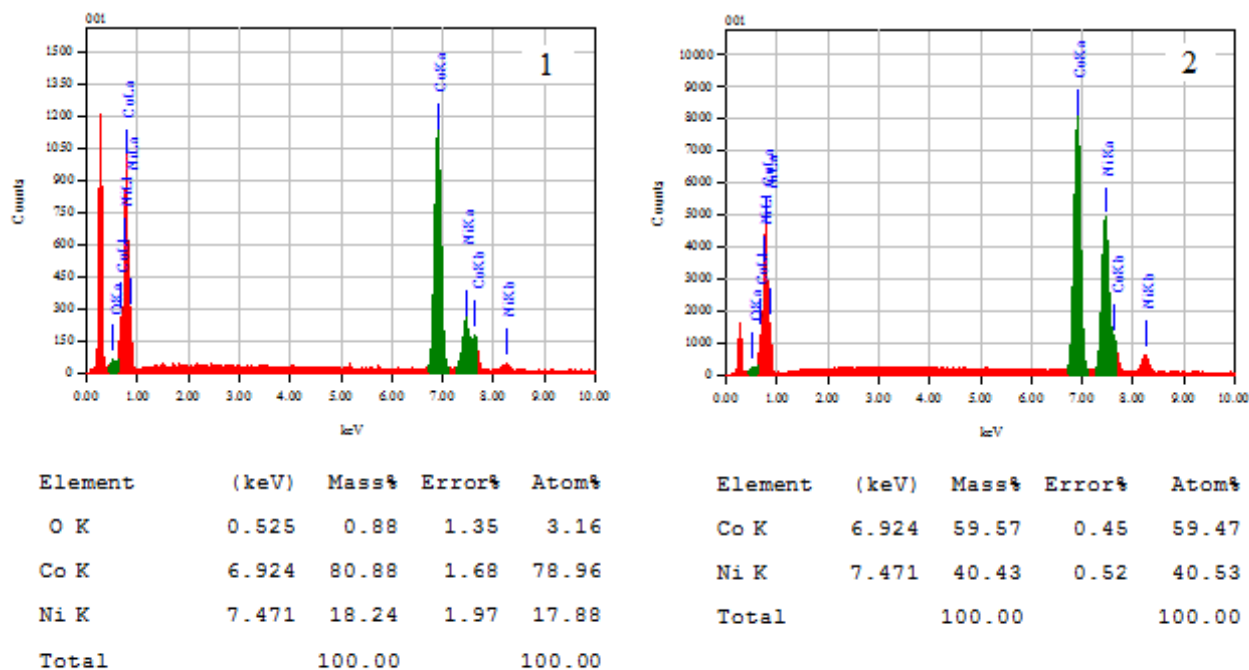 001
1
1500
1350
1200
1050
900
750
600
450
300
150
0
Counts
OKa
CoLl
NiLl
CoLa
NiLa
CoKa
NiKa
CoKb
NiKb
0.00 1.00 2.00 3.00 4.00 5.00 6.00 7.00 8.00 9.00 10.00
keV
Element (keV) Mass% Error% Atom%
O K 0.525 0.88 1.35 3.16
Co K 6.924 80.88 1.68 78.96
Ni K 7.471 18.24 1.97 17.88
Total 100.00 100.00
001
2
10000
9000
8000
7000
6000
5000
4000
3000
2000
1000
0
Counts
OKa
CoLl
NiLl
CoLa
NiLa
CoKa
NiKa
CoKb
NiKb
0.00 1.00 2.00 3.00 4.00 5.00 6.00 7.00 8.00 9.00 10.00
keV
Element (keV) Mass% Error% Atom%
Co K 6.924 59.57 0.45 59.47
Ni K 7.471 40.43 0.52 40.53
Total 100.00 100.00